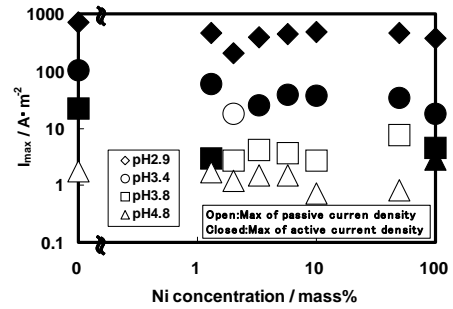 1000
100
10
1
0.1
I max / A• m-2
◆ pH2.9
○ pH3.4
□ pH3.8
△ pH4.8
Open:Max of passive curren density
Closed:Max of active current density
0 1 10 100
Ni concentration / mass%